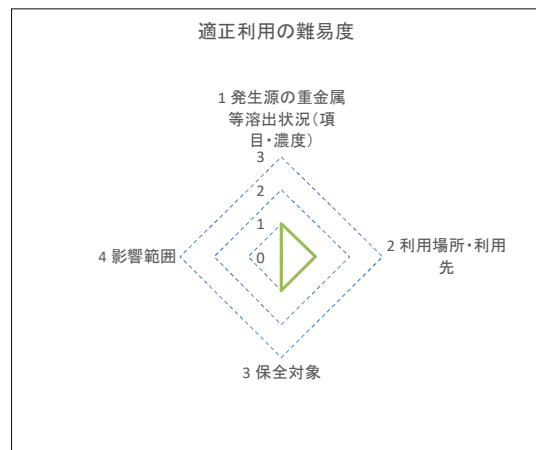 適正利用の難易度
1 発生源の重金属
等溶出状況(項
目・濃度)
3
2
1
0
2 利用場所・利用
先
3 保全対象
4 影響範囲